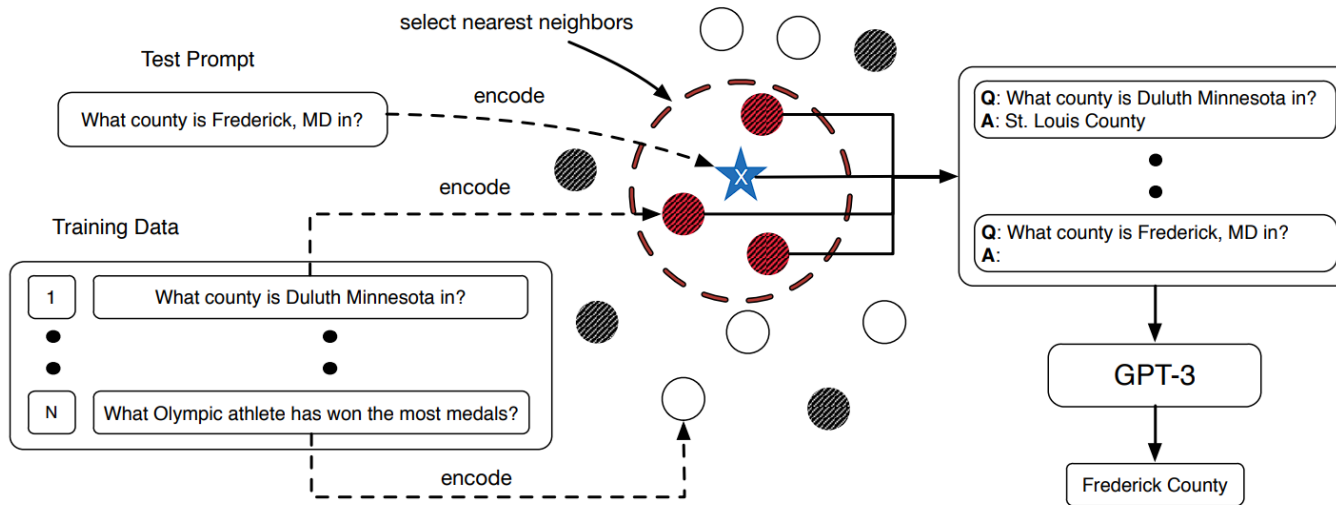 select nearest neighbors
Test Prompt
What county is Frederick, MD in?
encode
X
encode
Training Data
1
What county is Duluth Minnesota in?
N
What Olympic athlete has won the most medals?
encode
Q: What county is Duluth Minnesota in?
A: St. Louis County
Q: What county is Frederick, MD in?
A:
GPT-3
Frederick County